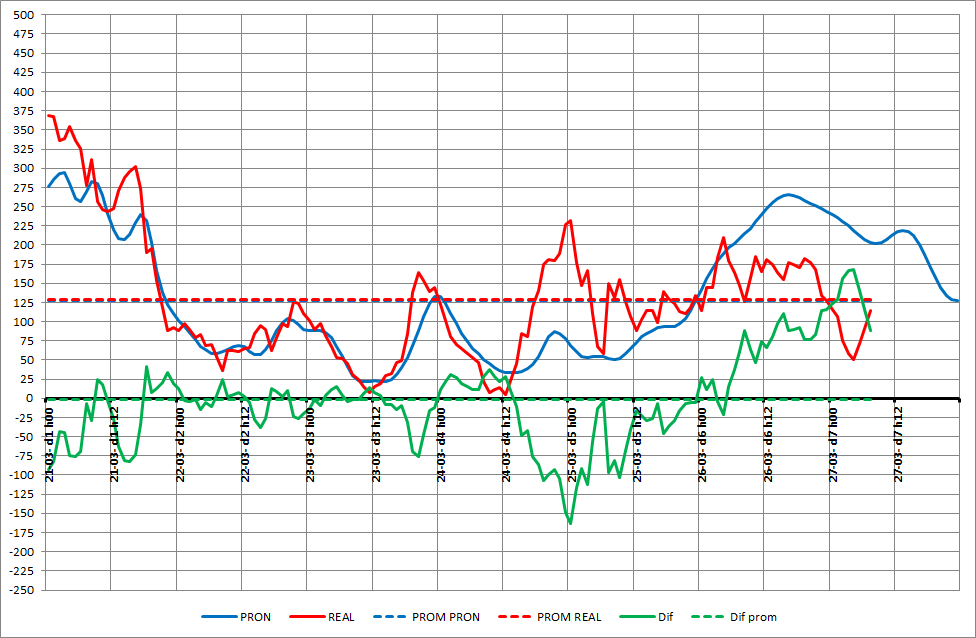 500
475
450
425
400
375
350
325
300
275
250
225
200
175
150
125
100
75
50
25
0
-25
-50
-75
-100
-125
-150
-175
-200
-225
-250
21-03- d1 h00
21-03- d1 h12
22-03- d2 h00
22-03- d2 h12
23-03- d3 h00
23-03- d3 h12
24-03- d4 h00
24-03- d4 h12
25-03- d5 h00
25-03- d5 h12
26-03- d6 h00
26-03- d6 h12
27-03- d7 h00
27-03- d7 h12
PRON REAL PROM PRON PROM REAL Dif Dif prom